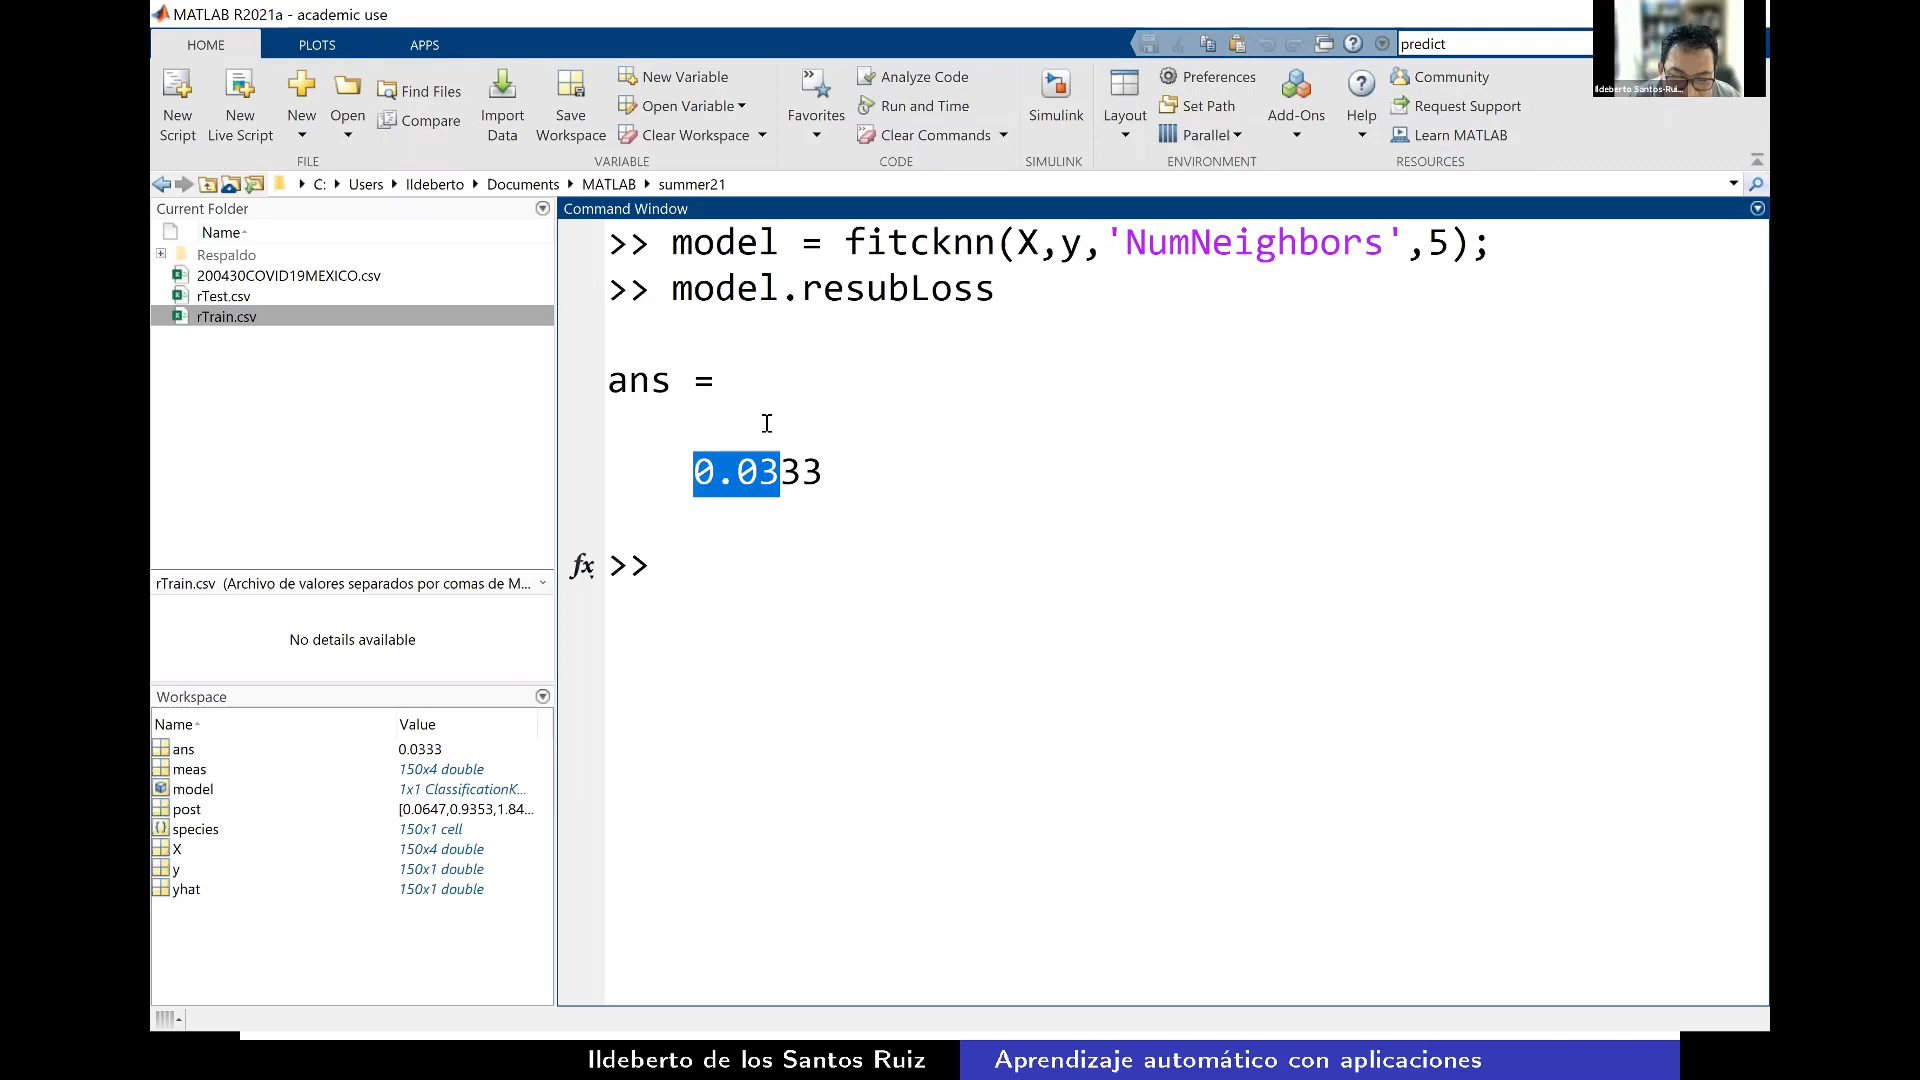 MATLAB R2021a - academic use
HOME PLOTS APPS
predict
Ildeberto Santos-Rui...
New Script
New Live Script
New
Open
Find Files
Compare
Import Data
Save Workspace
New Variable
Open Variable
Clear Workspace
Favorites
Analyze Code
Run and Time
Clear Commands
Simulink
Layout
Preferences
Set Path
Parallel
Add-Ons
Help
Community
Request Support
Learn MATLAB
FILE VARIABLE CODE SIMULINK ENVIRONMENT RESOURCES
C: Users Ildeberto Documents MATLAB summer21
Current Folder
Name
Respaldo
200430COVID19MEXICO.csv
rTest.csv
rTrain.csv
rTrain.csv (Archivo de valores separados por comas de M...
No details available
Workspace
Name Value
ans 0.0333
meas 150x4 double
model 1x1 ClassificationK...
post [0.0647,0.9353,1.84...
species 150x1 cell
X 150x4 double
y 150x1 double
yhat 150x1 double
Command Window
>> model = fitcknn(X,y,'NumNeighbors',5);
>> model.resubLoss
ans =
0.0333
fx >>
Ildeberto de los Santos Ruiz
Aprendizaje automático con aplicaciones